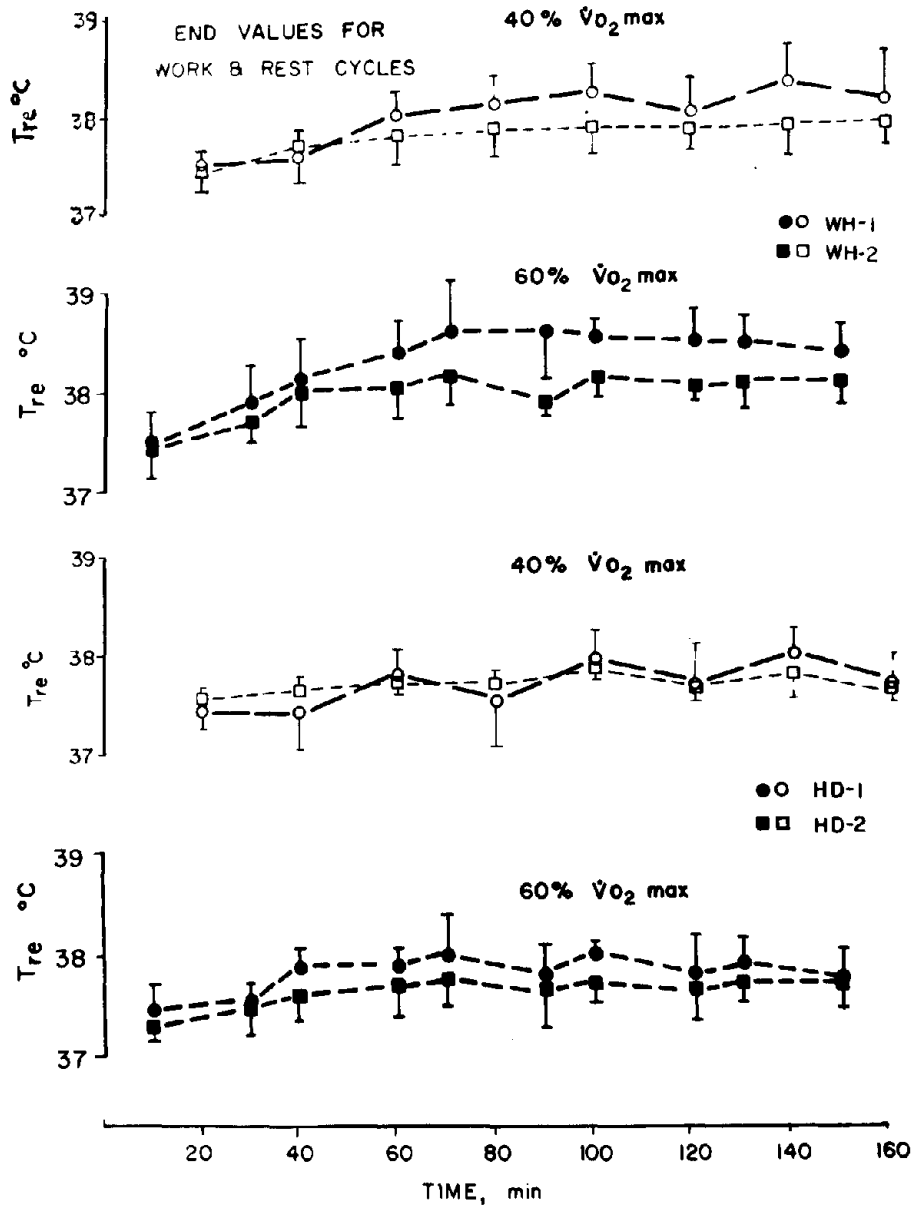 END VALUES FOR
WORK & REST CYCLES
40% V̇O₂ max
39
38
37
Tre °C
●○ WH-1
■□ WH-2
60% V̇O₂ max
39
38
37
Tre °C
40% V̇O₂ max
39
38
37
Tre °C
●○ HD-1
■□ HD-2
60% V̇O₂ max
39
38
37
Tre °C
20 40 60 80 100 120 140 160
TIME, min